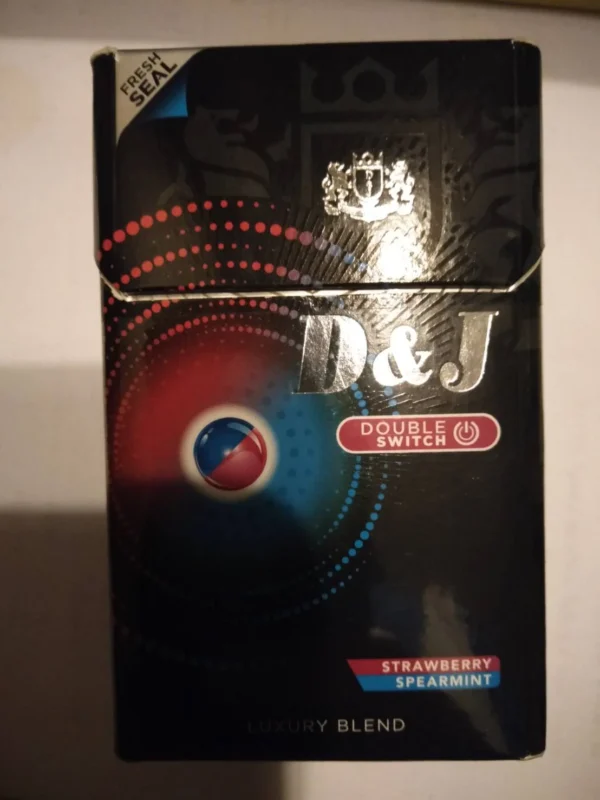 FRESH
SEAL
D&J
DOUBLE
SWITCH
STRAWBERRY
SPEARMINT
LUXURY BLEND